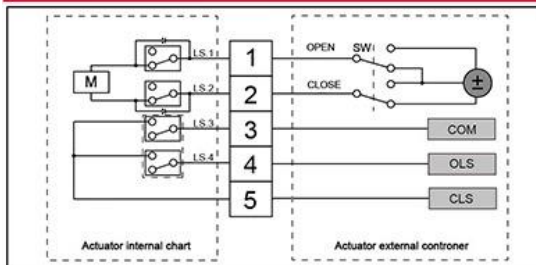 LS.1 1 OPEN SW
M
LS.2 2 CLOSE ±
LS.3 3 COM
LS.4 4 OLS
5 CLS
Actuator internal chart Actuator external controner